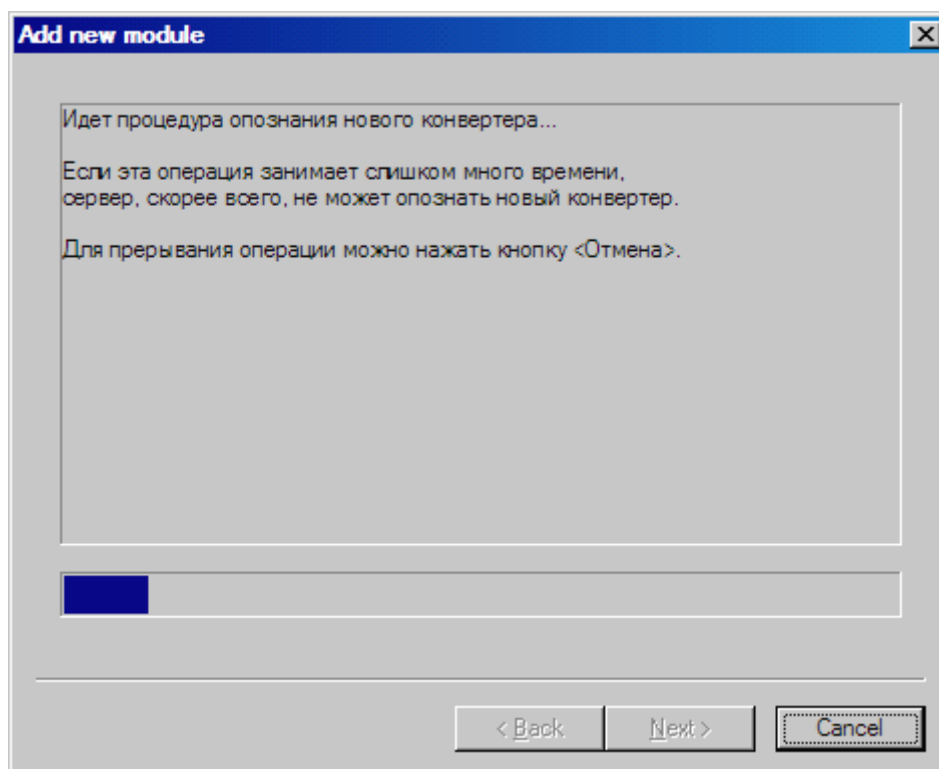 Add new module
Идет процедура опознания нового конвертера...
Если эта операция занимает слишком много времени,
сервер, скорее всего, не может опознать новый конвертер.
Для прерывания операции можно нажать кнопку <Отмена>.
< Back
Next >
Cancel